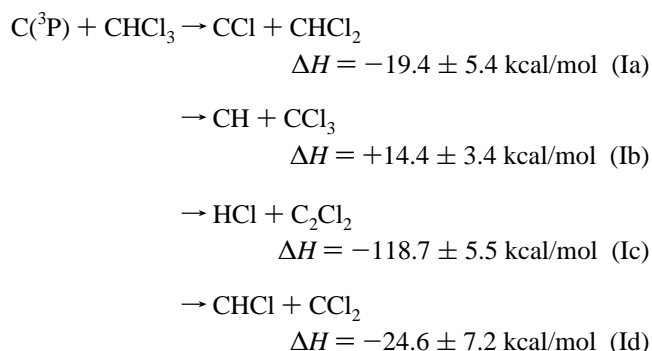 C(³P) + CHCl₃ → CCl + CHCl₂
ΔH = −19.4 ± 5.4 kcal/mol (Ia)
→ CH + CCl₃
ΔH = +14.4 ± 3.4 kcal/mol (Ib)
→ HCl + C₂Cl₂
ΔH = −118.7 ± 5.5 kcal/mol (Ic)
→ CHCl + CCl₂
ΔH = −24.6 ± 7.2 kcal/mol (Id)